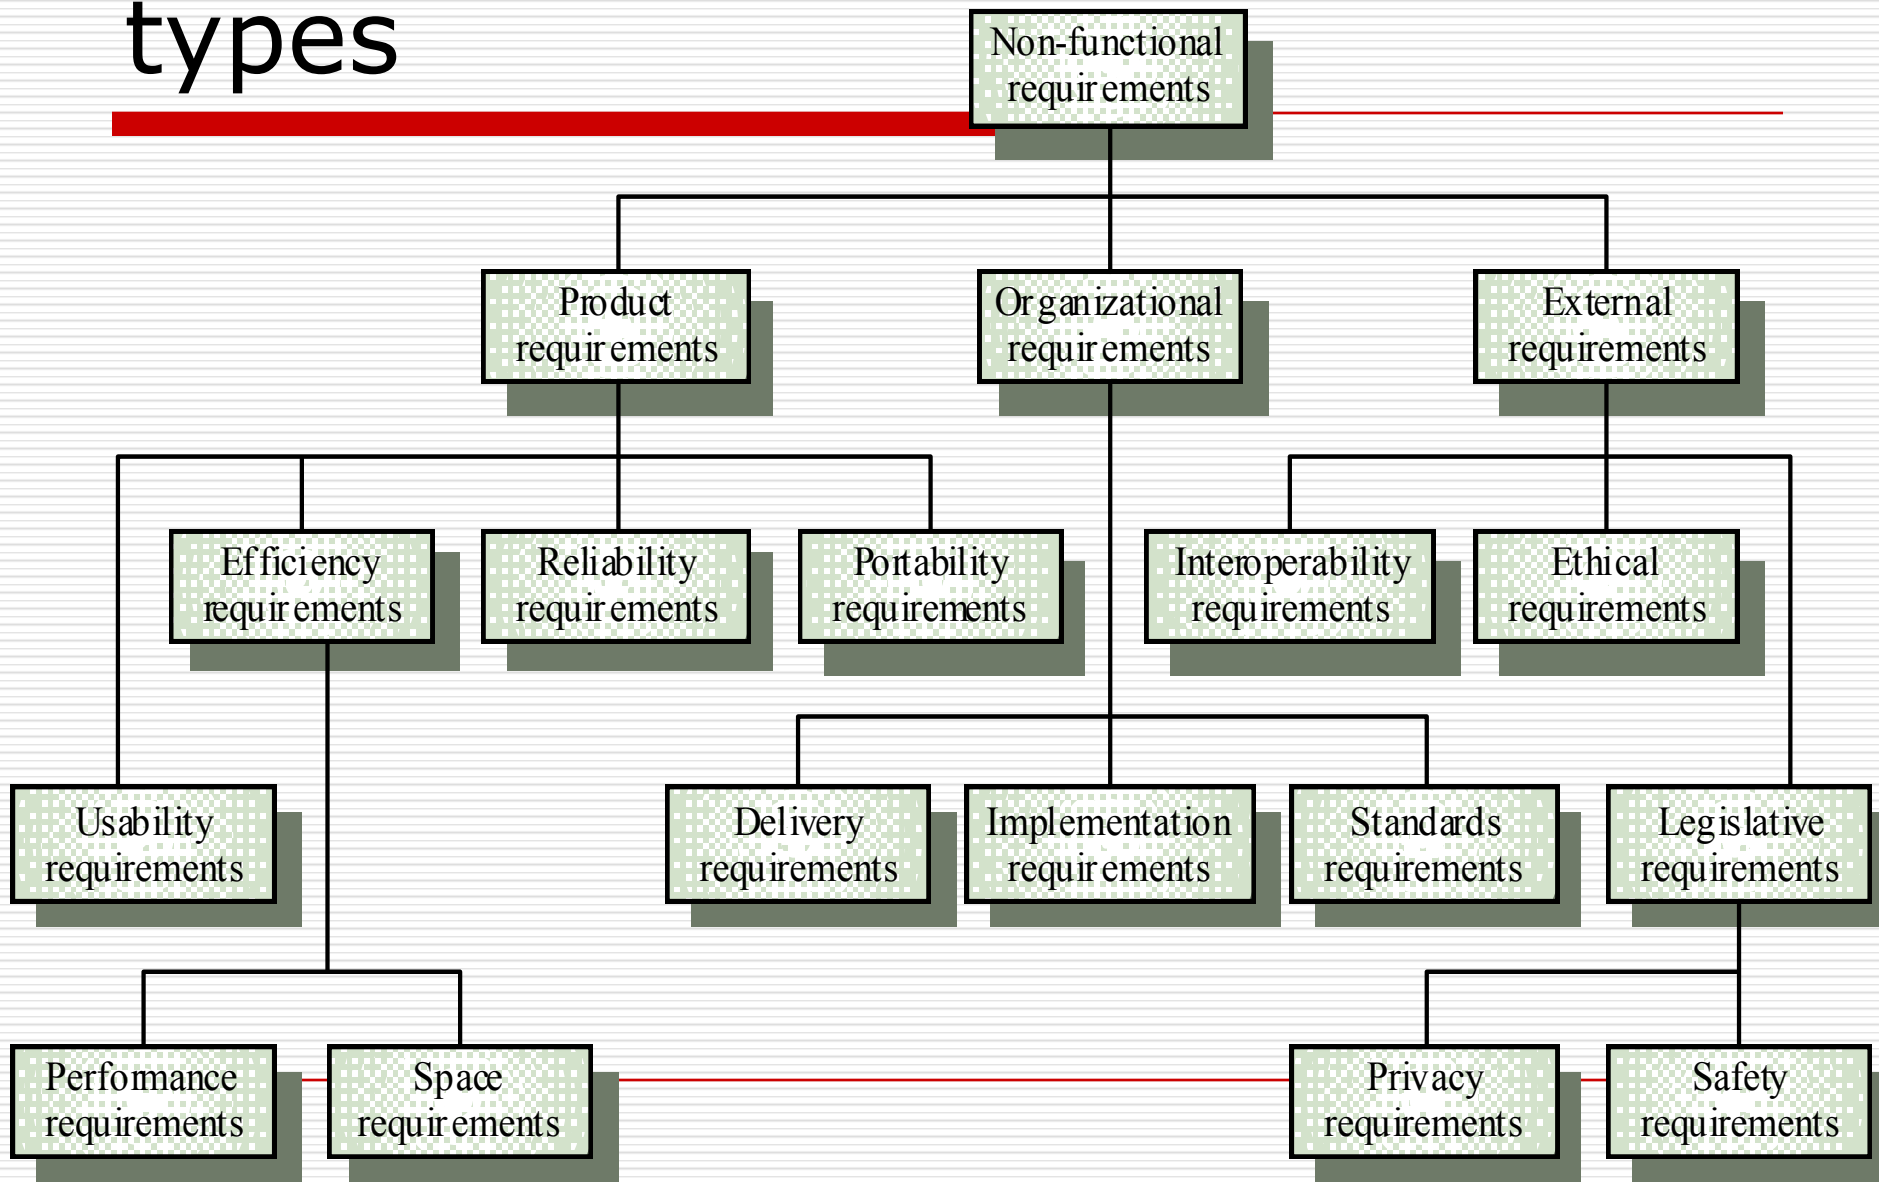 types
Non-functional
requirements
Product
requirements
Organizational
requirements
External
requirements
Efficiency
requirements
Reliability
requirements
Portability
requirements
Interoperability
requirements
Ethical
requirements
Usability
requirements
Delivery
requirements
Implementation
requirements
Standards
requirements
Legislative
requirements
Performance
requirements
Space
requirements
Privacy
requirements
Safety
requirements